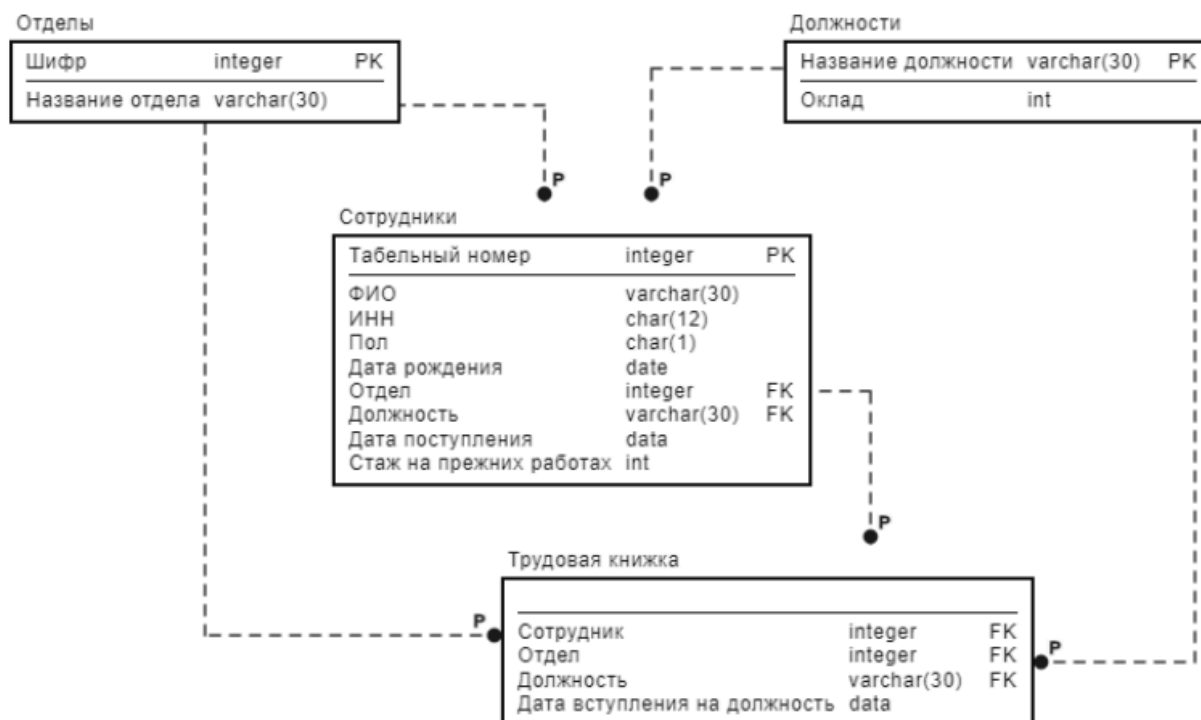 Отделы
Шифр integer PK
Название отдела varchar(30)
Должности
Название должности varchar(30) PK
Оклад int
P
P
Сотрудники
Табельный номер integer PK
ФИО varchar(30)
ИНН char(12)
Пол char(1)
Дата рождения date
Отдел integer FK
Должность varchar(30) FK
Дата поступления data
Стаж на прежних работах int
P
Трудовая книжка
P
Сотрудник integer FK
Отдел integer FK
Должность varchar(30) FK
Дата вступления на должность data
P